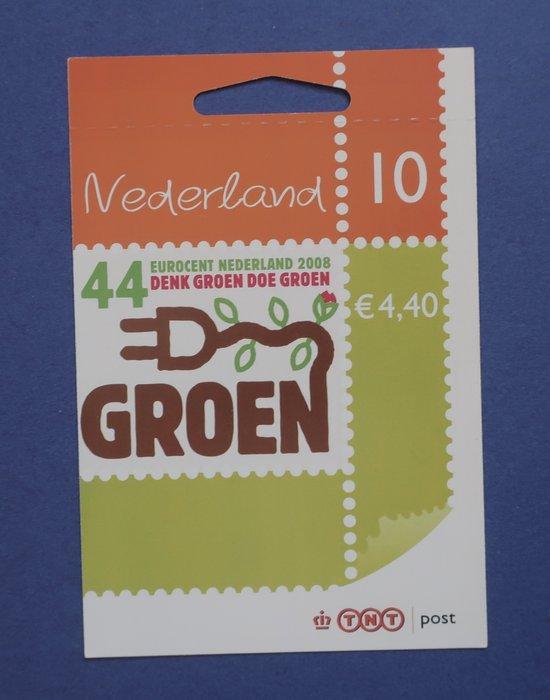 Nederland
10
44 EUROCENT NEDERLAND 2008
DENK GROEN DOE GROEN
€ 4,40
GROEN
TNT post